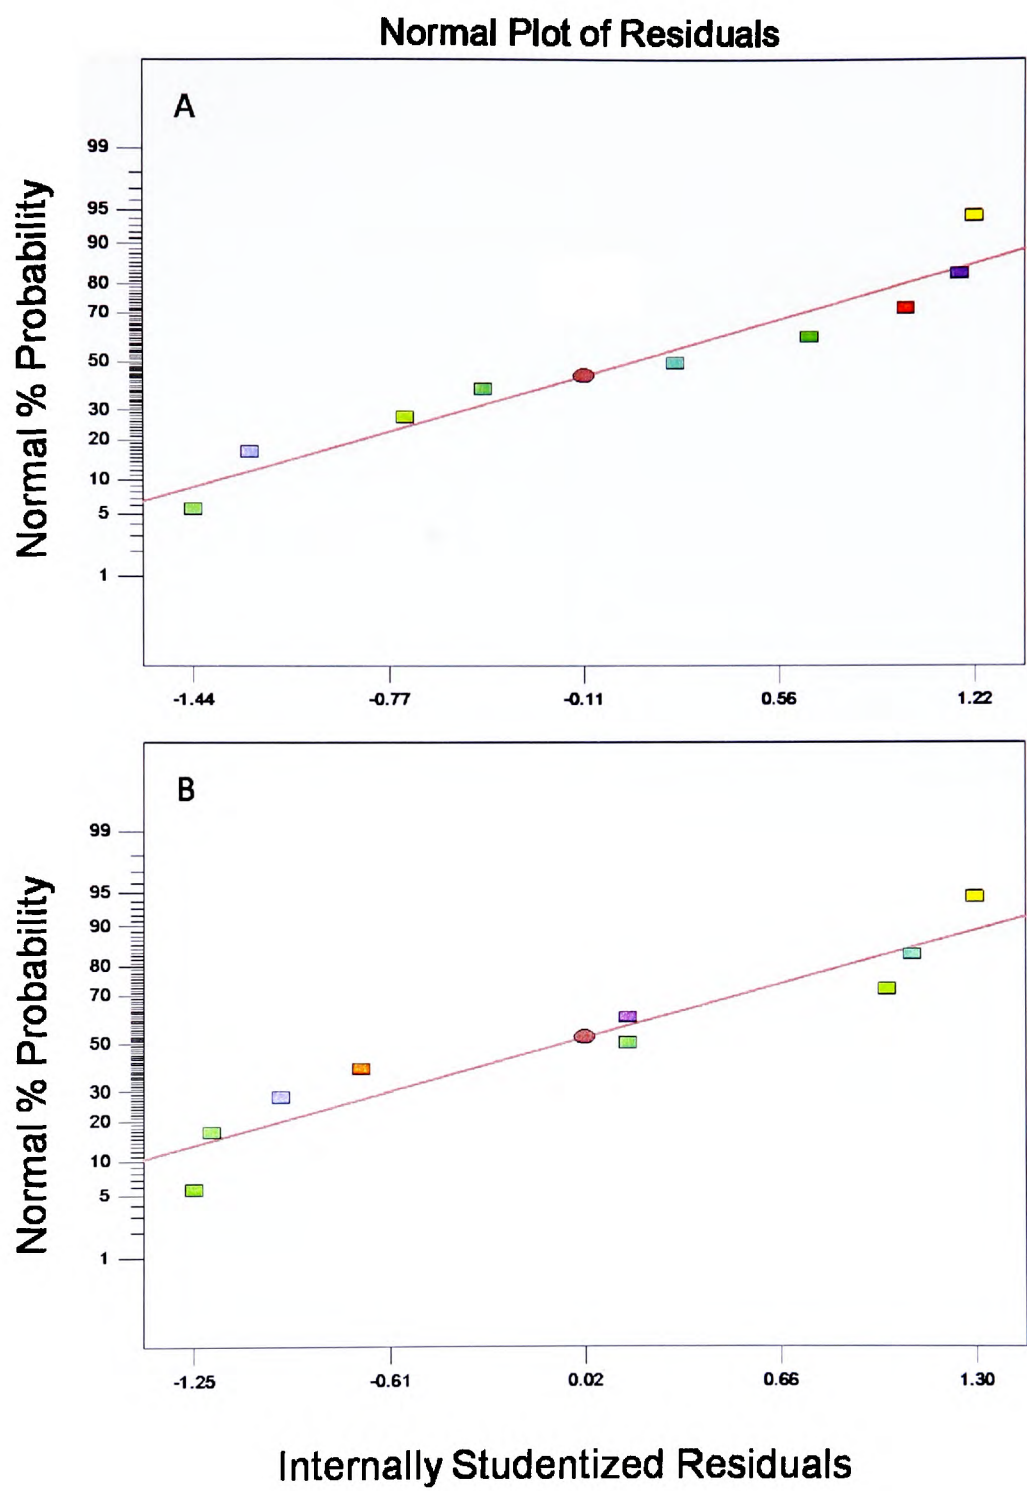 Normal Plot of Residuals
A
Normal % Probability
99
95
90
80
70
50
30
20
10
5
1
-1.44 -0.77 -0.11 0.56 1.22
B
Normal % Probability
99
95
90
80
70
50
30
20
10
5
1
-1.25 -0.61 0.02 0.66 1.30
Internally Studentized Residuals